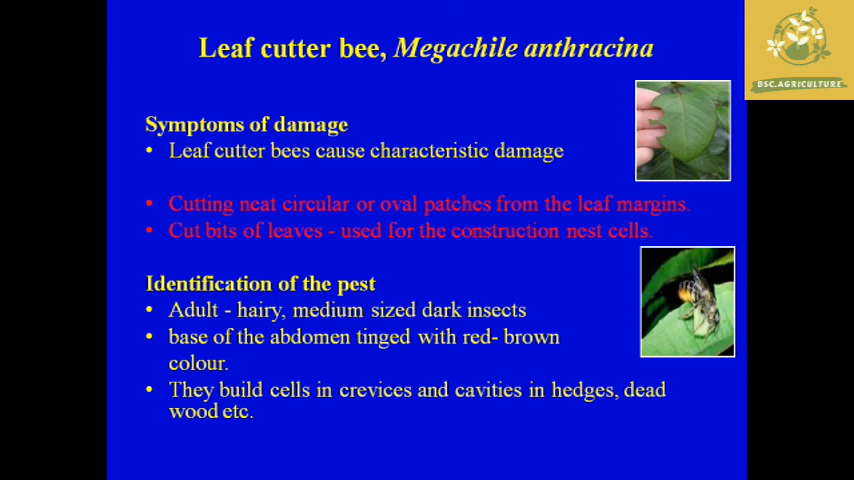 Leaf cutter bee, Megachile anthracina
BSC.AGRICULTURE
Symptoms of damage
• Leaf cutter bees cause characteristic damage
• Cutting neat circular or oval patches from the leaf margins.
• Cut bits of leaves - used for the construction nest cells.
Identification of the pest
• Adult - hairy, medium sized dark insects
• base of the abdomen tinged with red- brown
colour.
• They build cells in crevices and cavities in hedges, dead
wood etc.